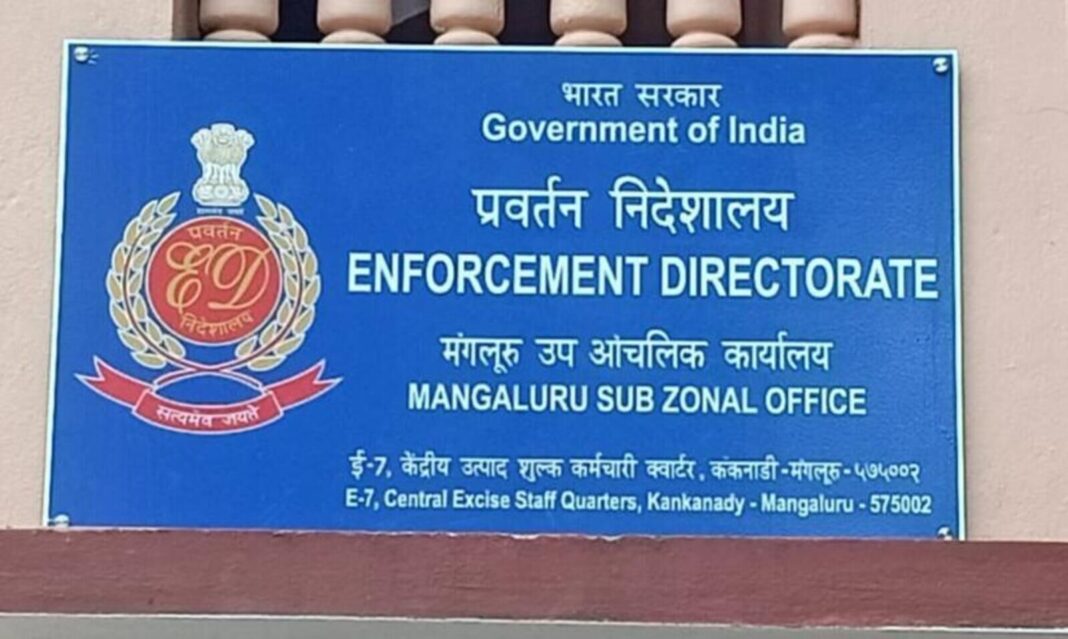 भारत सरकार
Government of India
प्रवर्तन निदेशालय
ENFORCEMENT DIRECTORATE
मंगलूरु उप आंचलिक कार्यालय
MANGALURU SUB ZONAL OFFICE
ई-7, केंद्रीय उत्पाद शुल्क कर्मचारी क्वार्टर, कंकनाडी-मंगलूरु-५७५००२
E-7, Central Excise Staff Quarters, Kankanady - Mangaluru - 575002
प्रवर्तन
ED
निदेशालय
सत्यमेव जयते